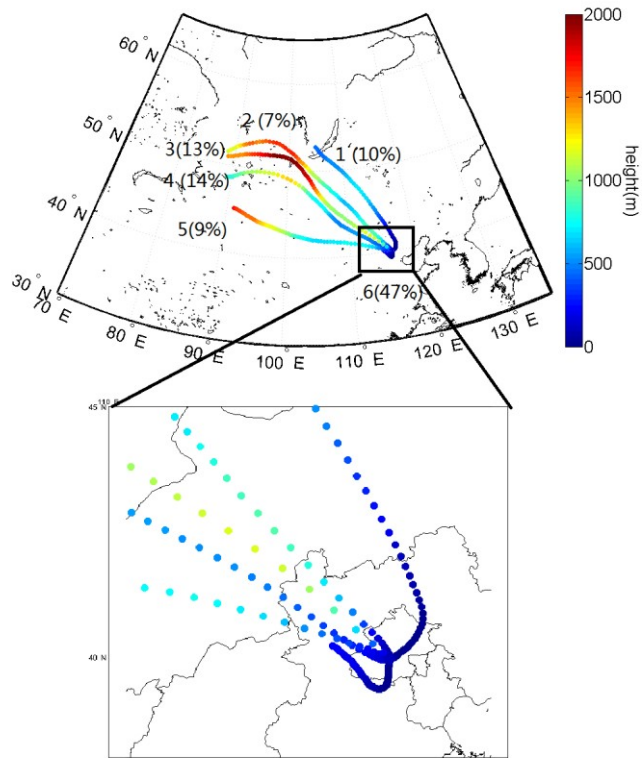 2000
60 ° N
2 (7%)
1 (10%)
1500
50 ° N
3(13%)
4 (14%)
height(m)
1000
40 ° N
5(9%)
500
6(47%)
30 ° N
0
70 ° E
80 ° E
90 ° E
100 ° E
110 ° E
120 ° E
130 ° E
45 N
40 N